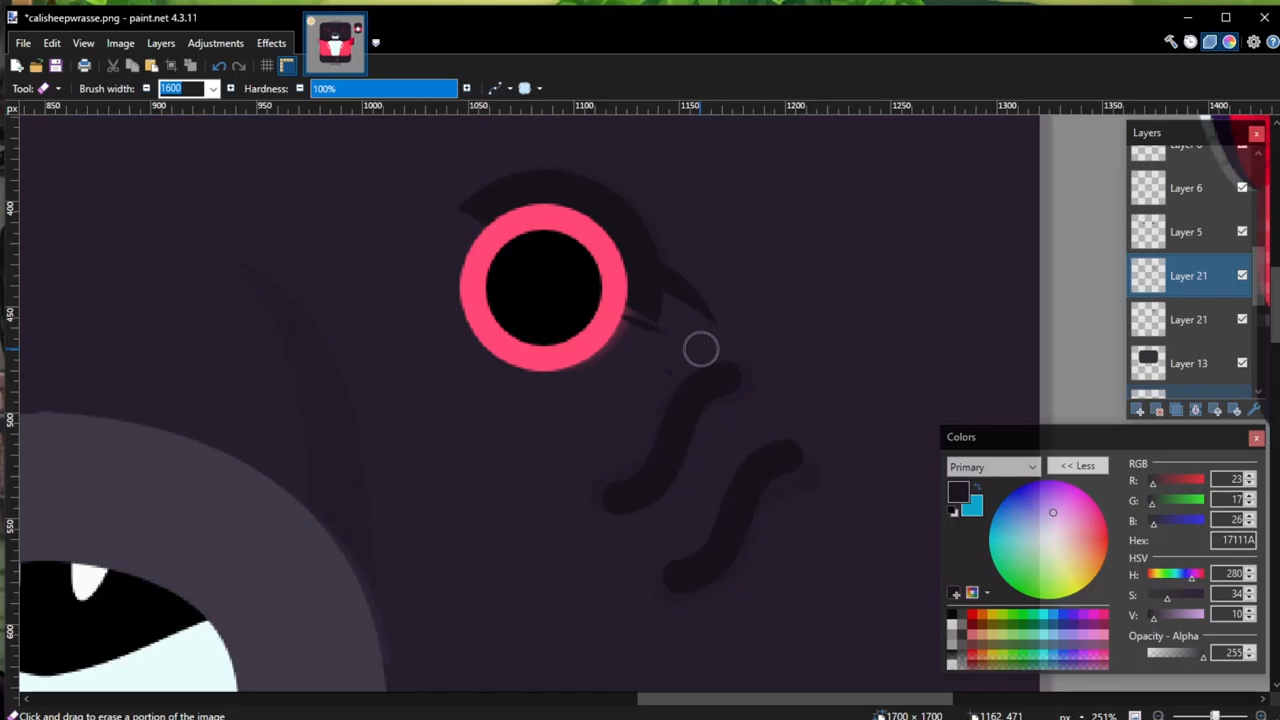 *calisheepwrasse.png - paint.net 4.3.11
File Edit View Image Layers Adjustments Effects
Tool: Brush width: 1600 Hardness: 100%
px 850 900 950 1000 1050 1100 1150 1200 1250 1300 1350 1400
400
450
500
550
600
Layers
Layer 6
Layer 5
Layer 21
Layer 21
Layer 13
Colors
Primary
<< Less
RGB
R: 23
G: 17
B: 26
Hex: 17111A
HSV
H: 280
S: 34
V: 10
Opacity - Alpha
255
Click and drag to erase a portion of the image
1700 × 1700
1162, 471
px
251%